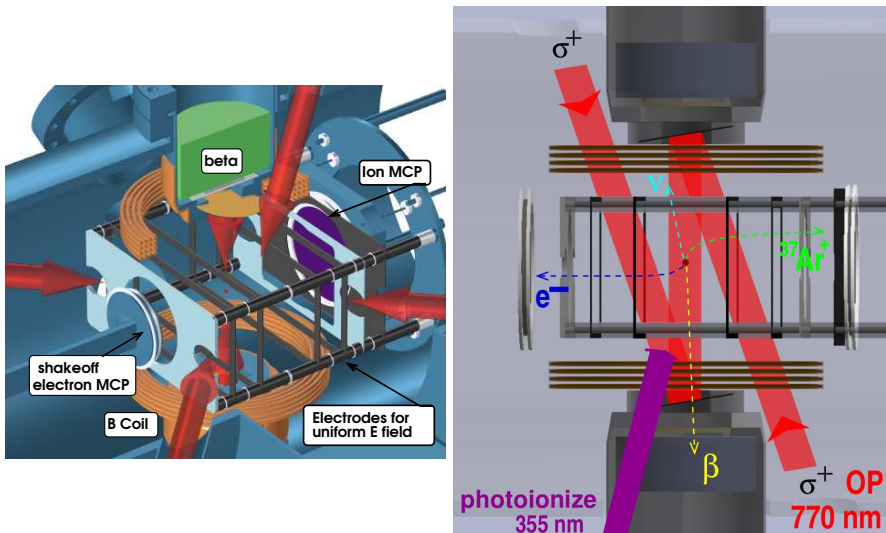 beta
Ion MCP
shakeoff
electron MCP
B Coil
Electrodes for
uniform E field
σ+
ν
37Ar+
e−
β
photoionize
355 nm
σ+ OP
770 nm